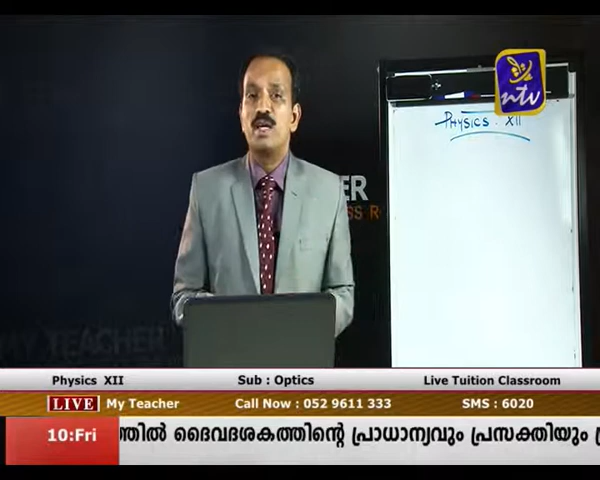 ntv
PHYSICS : XII
ER
SS R
MY TEACHER
Physics XII
Sub : Optics
Live Tuition Classroom
LIVE
My Teacher
Call Now : 052 9611 333
SMS : 6020
10:Fri
ത്തിൽ ദൈവദശകത്തിന്റെ പ്രാധാന്യവും പ്രസക്തിയും